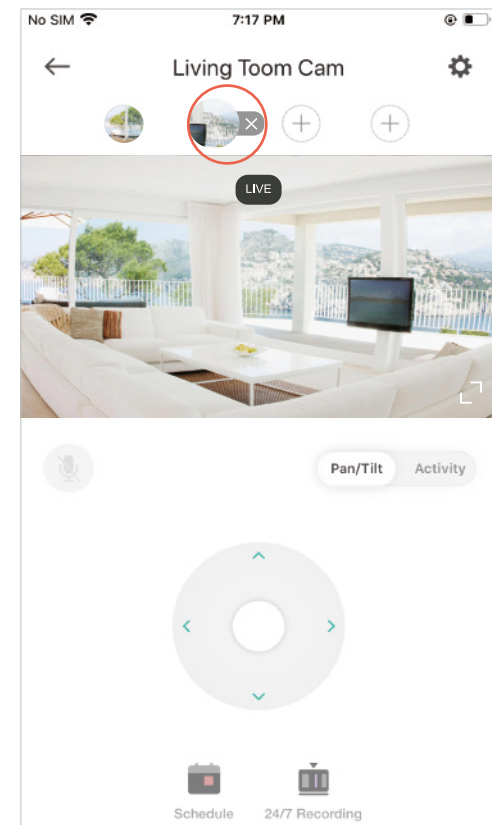 No SIM 7:17 PM
Living Toom Cam
LIVE
Pan/Tilt Activity
Schedule 24/7 Recording